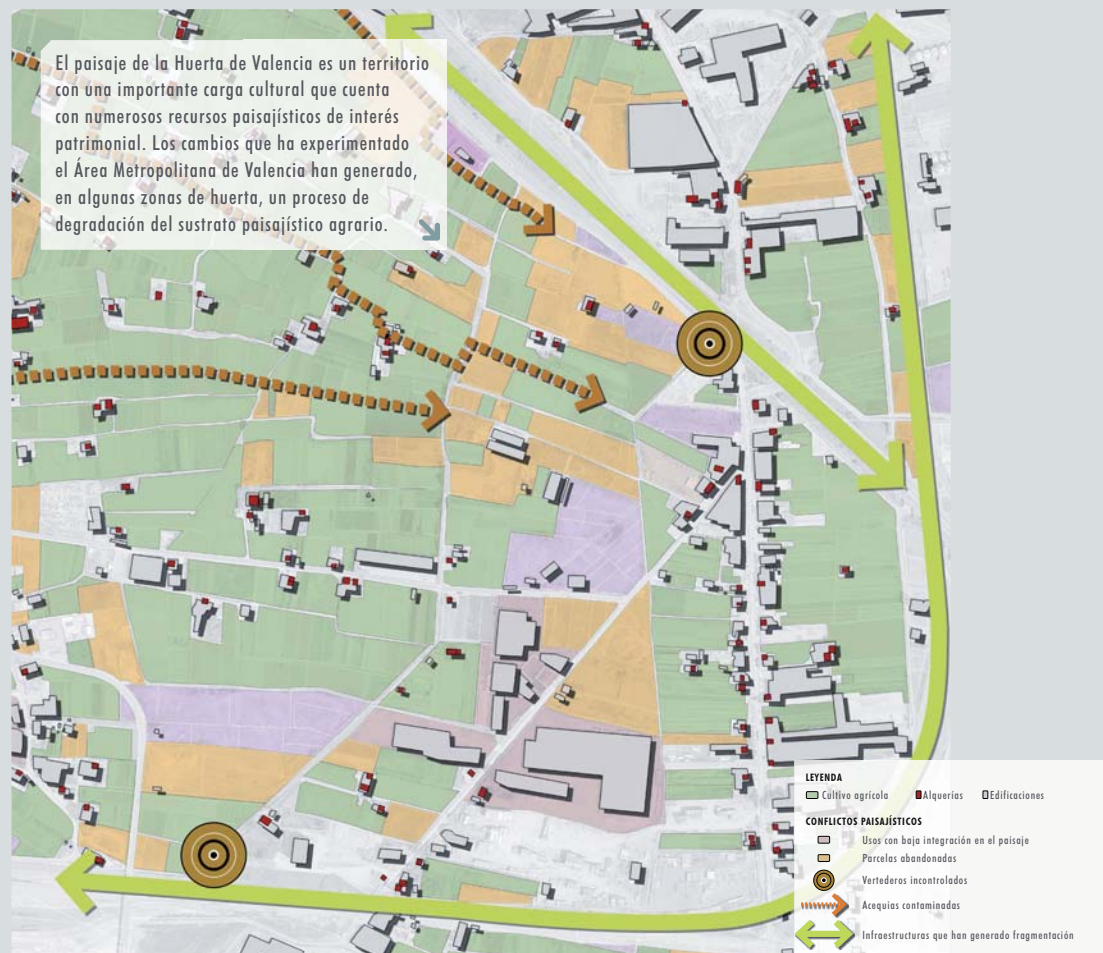 El paisaje de la Huerta de Valencia es un territorio
con una importante carga cultural que cuenta
con numerosos recursos paisajísticos de interés
patrimonial. Los cambios que ha experimentado
el Área Metropolitana de Valencia han generado,
en algunas zonas de huerta, un proceso de
degradación del sustrato paisajístico agrario.
LEYENDA
Cultivo agrícola Alquerías Edificaciones
CONFLICTOS PAISAJÍSTICOS
Usos con baja integración en el paisaje
Parcelas abandonadas
Vertederos incontrolados
Acequias contaminadas
Infraestructuras que han generado fragmentación